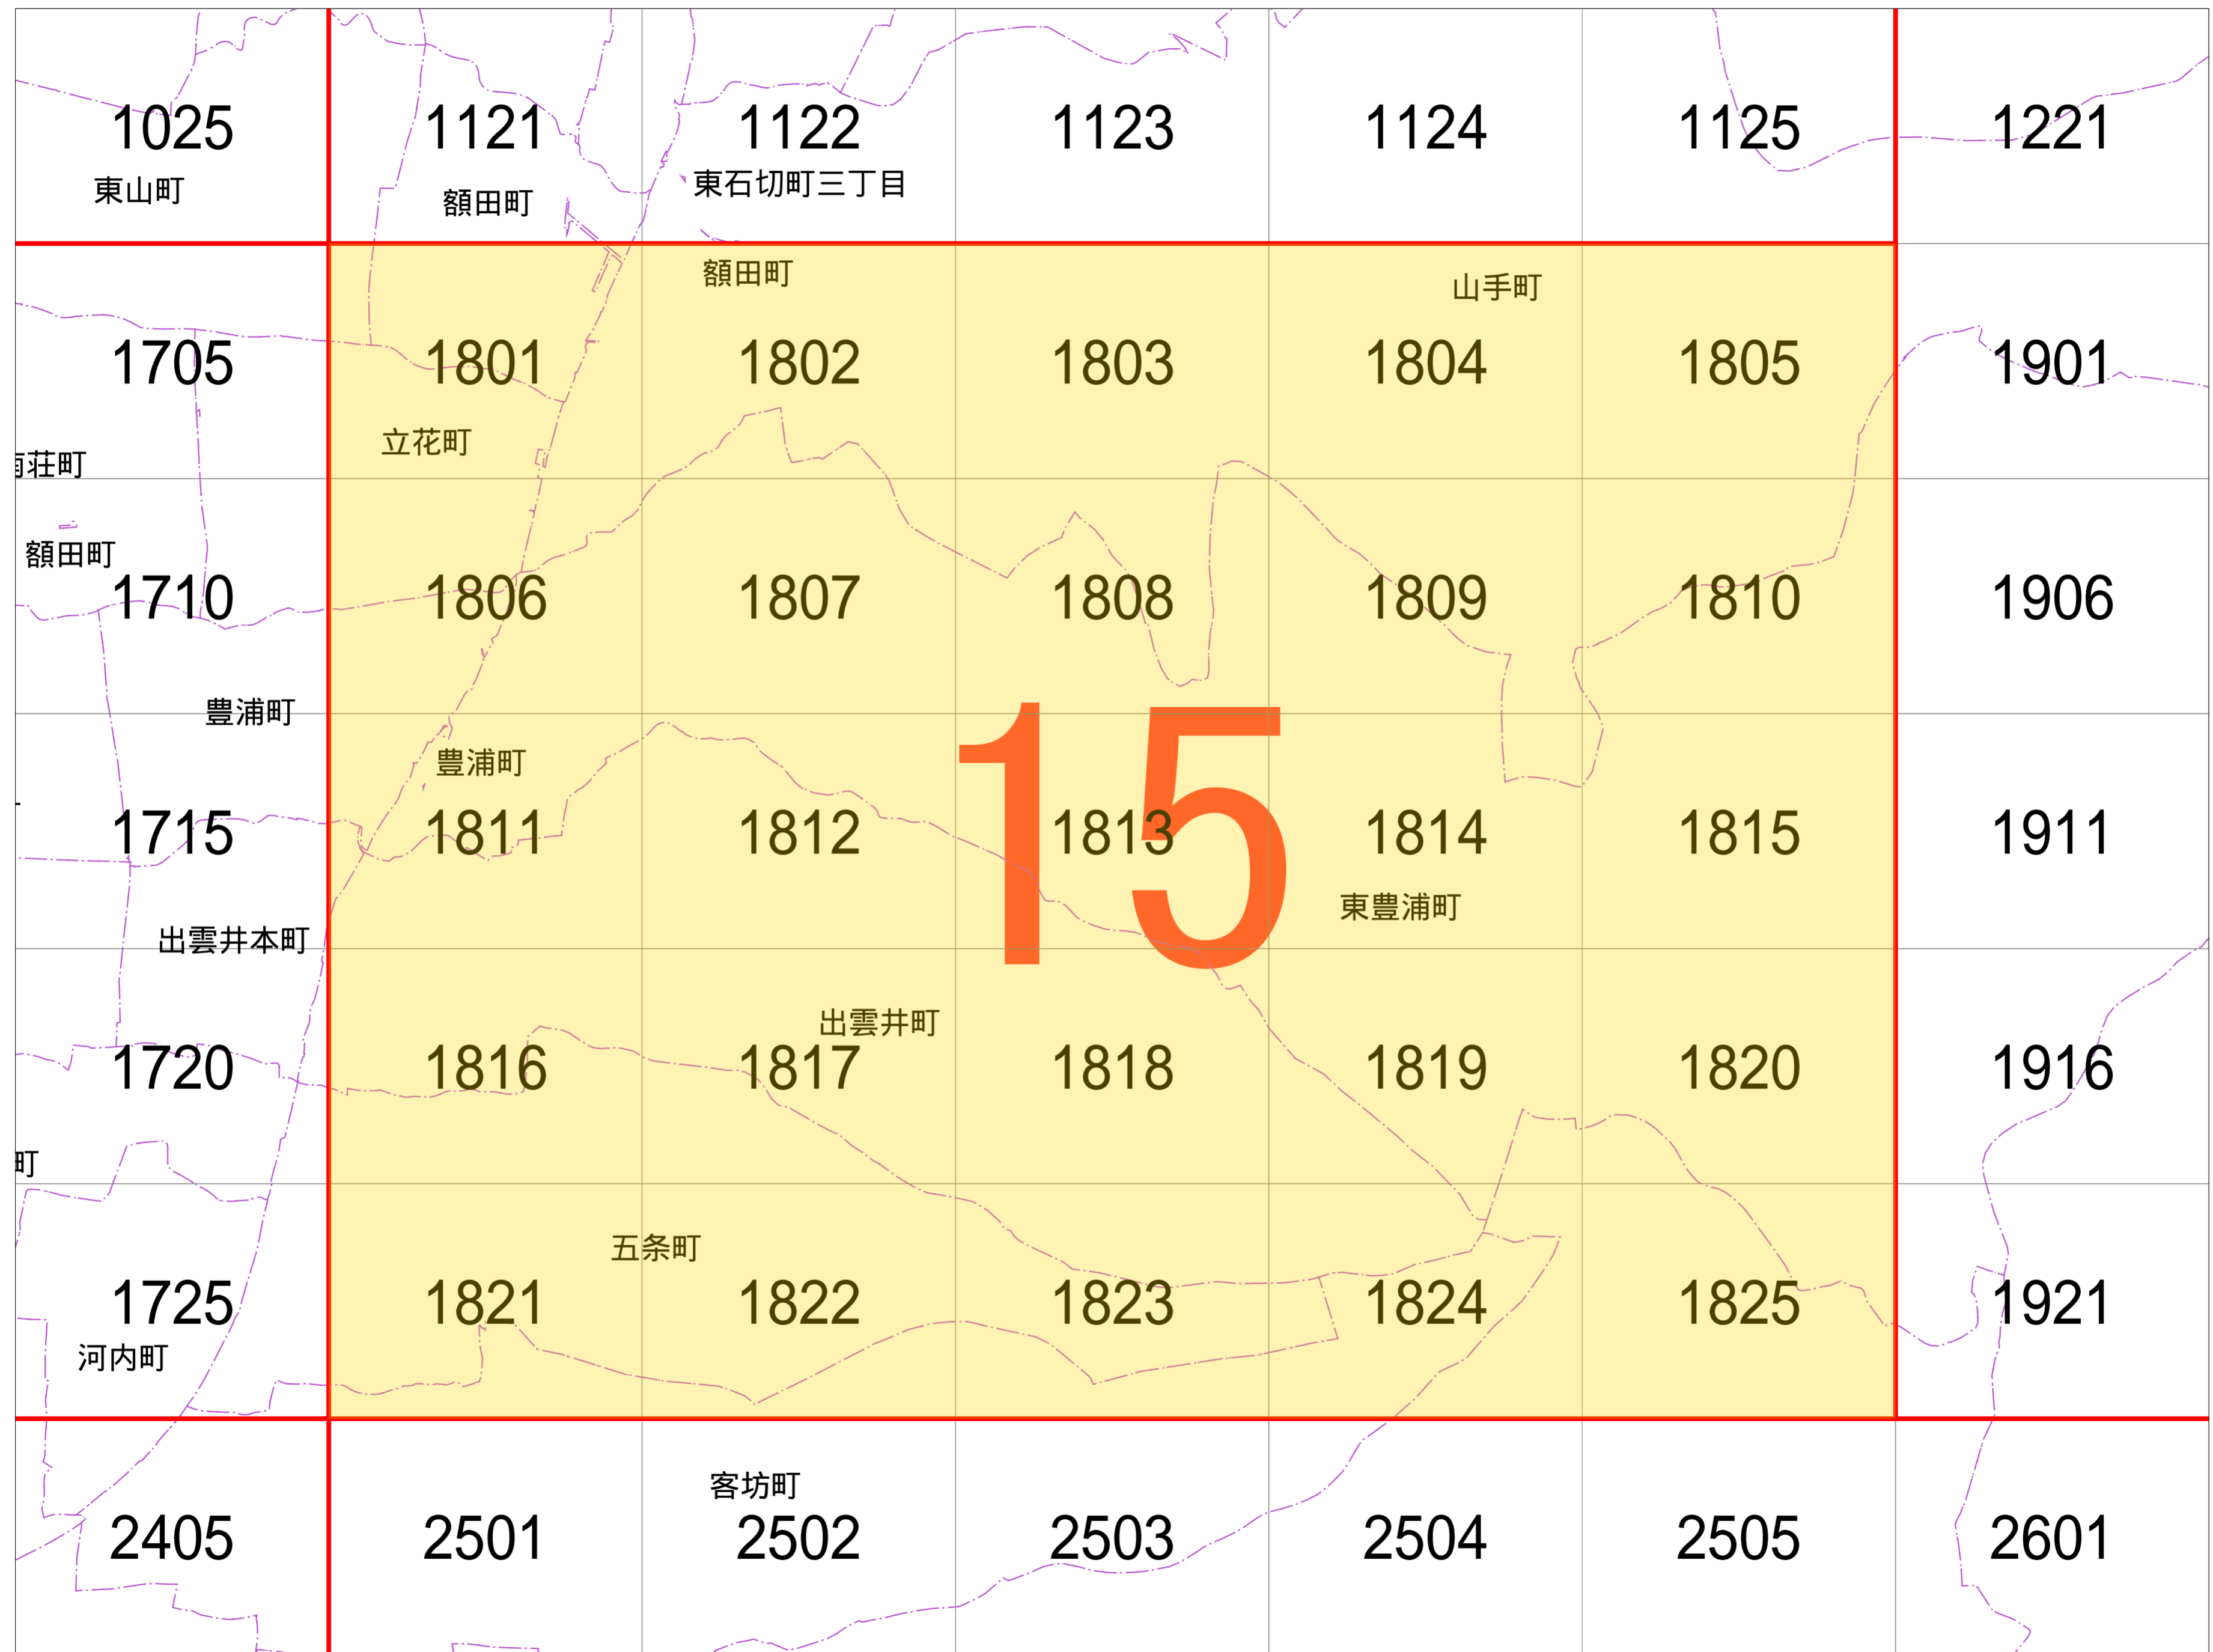 1025 1121 1122 1123 1124 1125 1221
東山町 額田町 東石切町三丁目
額田町 山手町
1705 1801 1802 1803 1804 1805 1901
立花町
荘町
額田町
1710 1806 1807 1808 1809 1810 1906
豊浦町
豊浦町
15
1715 1811 1812 1813 1814 1815 1911
東豊浦町
出雲井本町
出雲井町
1720 1816 1817 1818 1819 1820 1916
町
五条町
1725 1821 1822 1823 1824 1825 1921
河内町
客坊町
2405 2501 2502 2503 2504 2505 2601